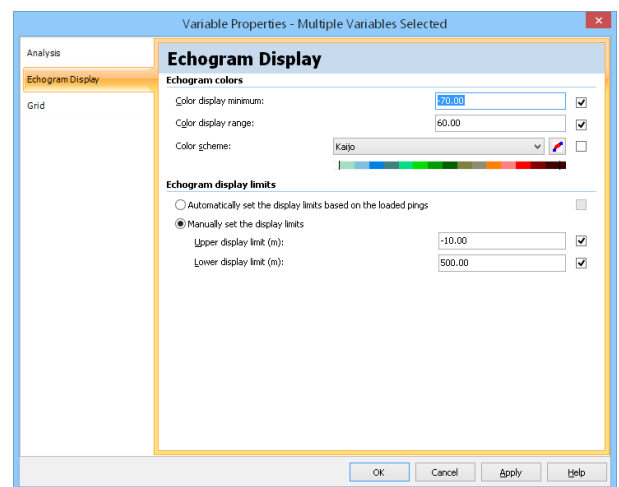 Variable Properties - Multiple Variables Selected
Analysis
Echogram Display
Grid
Echogram Display
Echogram colors
Color display minimum: -70.00
Color display range: 60.00
Color scheme: Kaijo
Echogram display limits
Automatically set the display limits based on the loaded pings
Manually set the display limits
Upper display limit (m): -10.00
Lower display limit (m): 500.00
OK Cancel Apply Help